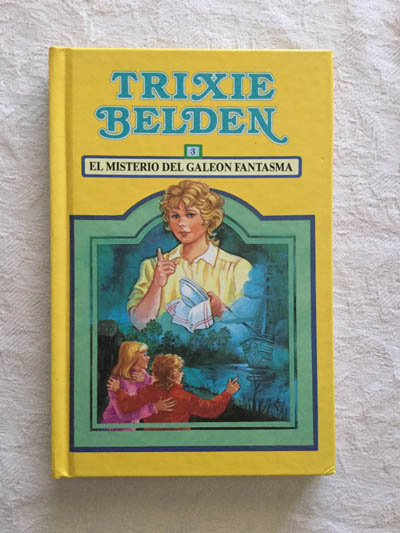 TRIXIE
BELDEN
3
EL MISTERIO DEL GALEON FANTASMA